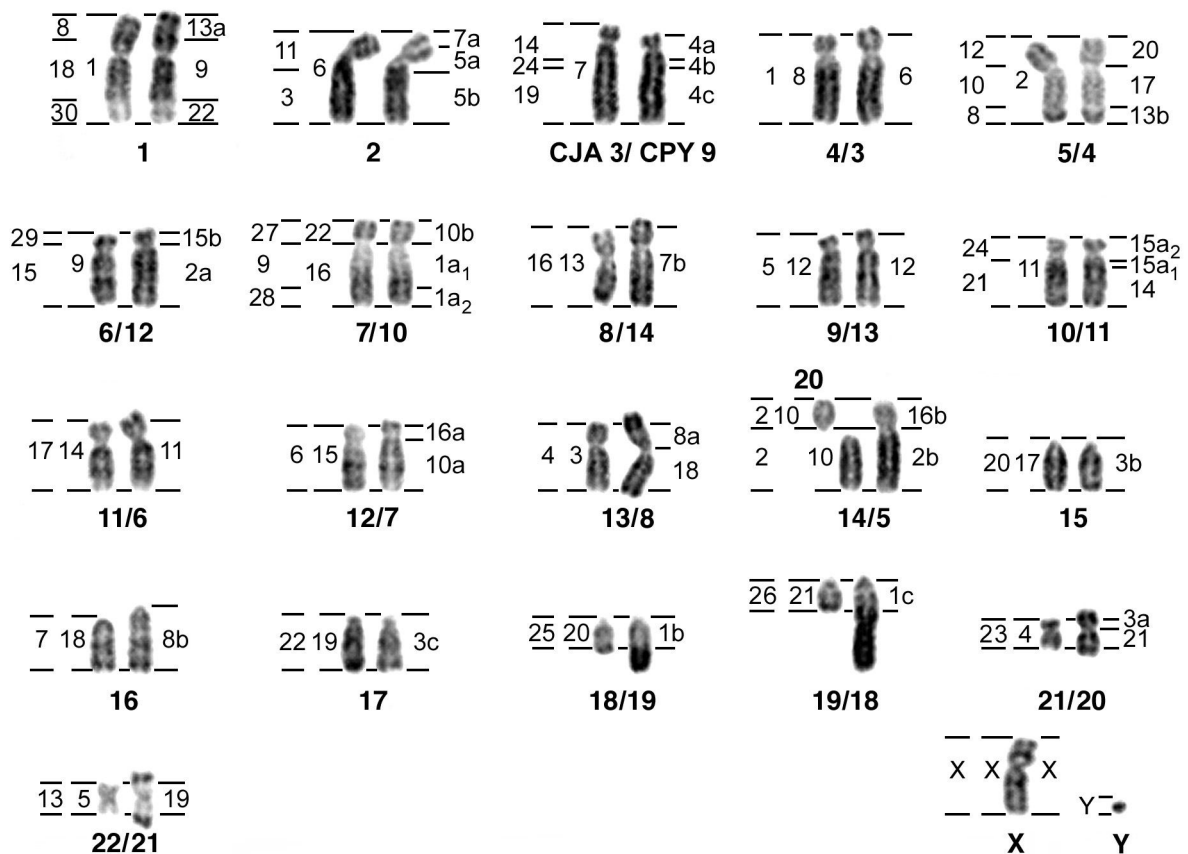 8 13a
18 1 9
30 22
1
11 6 7a
5a
3 5b
2
14 4a
24 7 4b
19 4c
CJA 3/ CPY 9
1 8 6
4/3
12 20
10 2 17
8 13b
5/4
29 15b
15 9 2a
6/12
27 22 10b
9 16 1a1
28 1a2
7/10
16 13 7b
8/14
5 12 12
9/13
24 15a2
11 15a1
21 14
10/11
17 14 11
11/6
16a
6 15 10a
12/7
8a
4 3 18
13/8
20
2 10 16b
2 10 2b
14/5
20 17 3b
15
7 18 8b
16
22 19 3c
17
25 20 1b
18/19
26 21 1c
19/18
23 4 3a
21
21/20
13 5 19
22/21
X X X
X
Y
Y